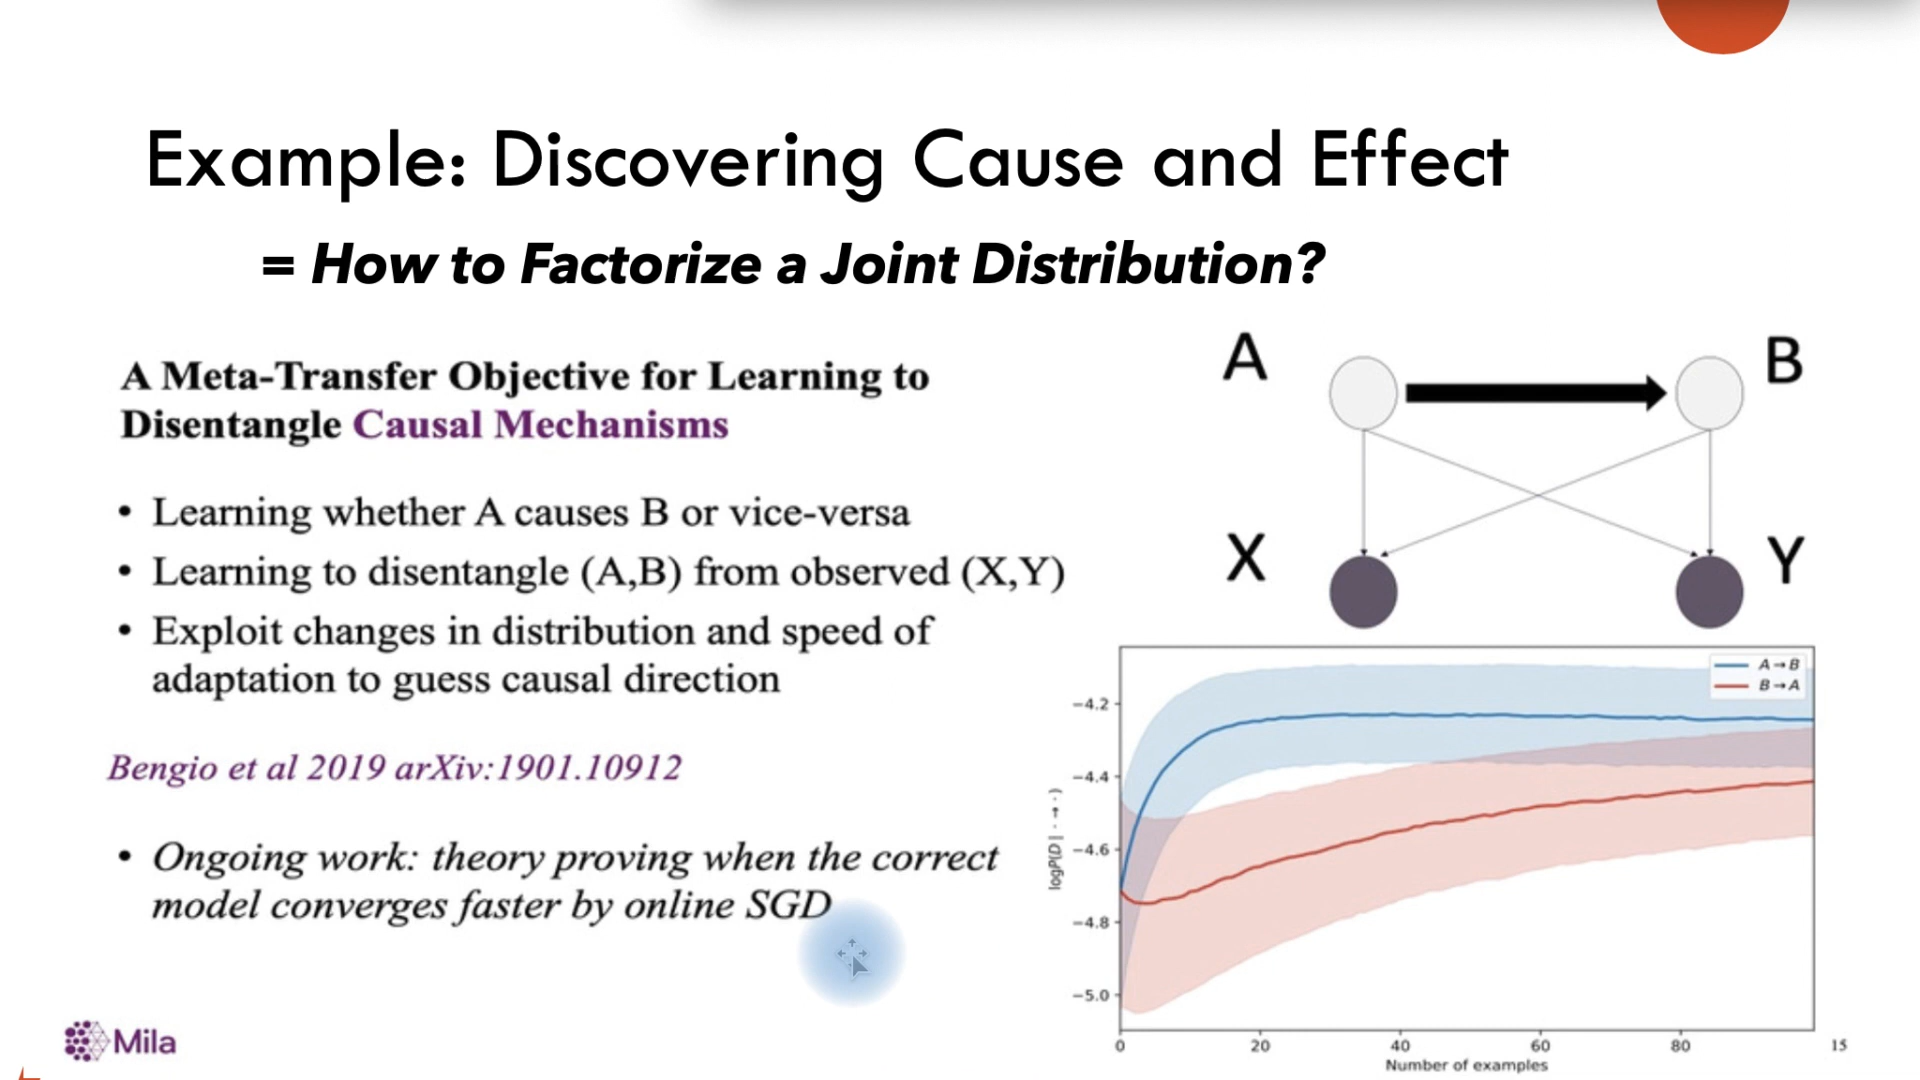 Example: Discovering Cause and Effect
= How to Factorize a Joint Distribution?
A Meta-Transfer Objective for Learning to
Disentangle Causal Mechanisms
• Learning whether A causes B or vice-versa
• Learning to disentangle (A,B) from observed (X,Y)
• Exploit changes in distribution and speed of
adaptation to guess causal direction
Bengio et al 2019 arXiv:1901.10912
• Ongoing work: theory proving when the correct
model converges faster by online SGD
Mila
A
B
X
Y
A→B
B→A
−4.2
−4.4
−4.6
−4.8
−5.0
logP(D | · → ·)
0 20 40 60 80
Number of examples
15